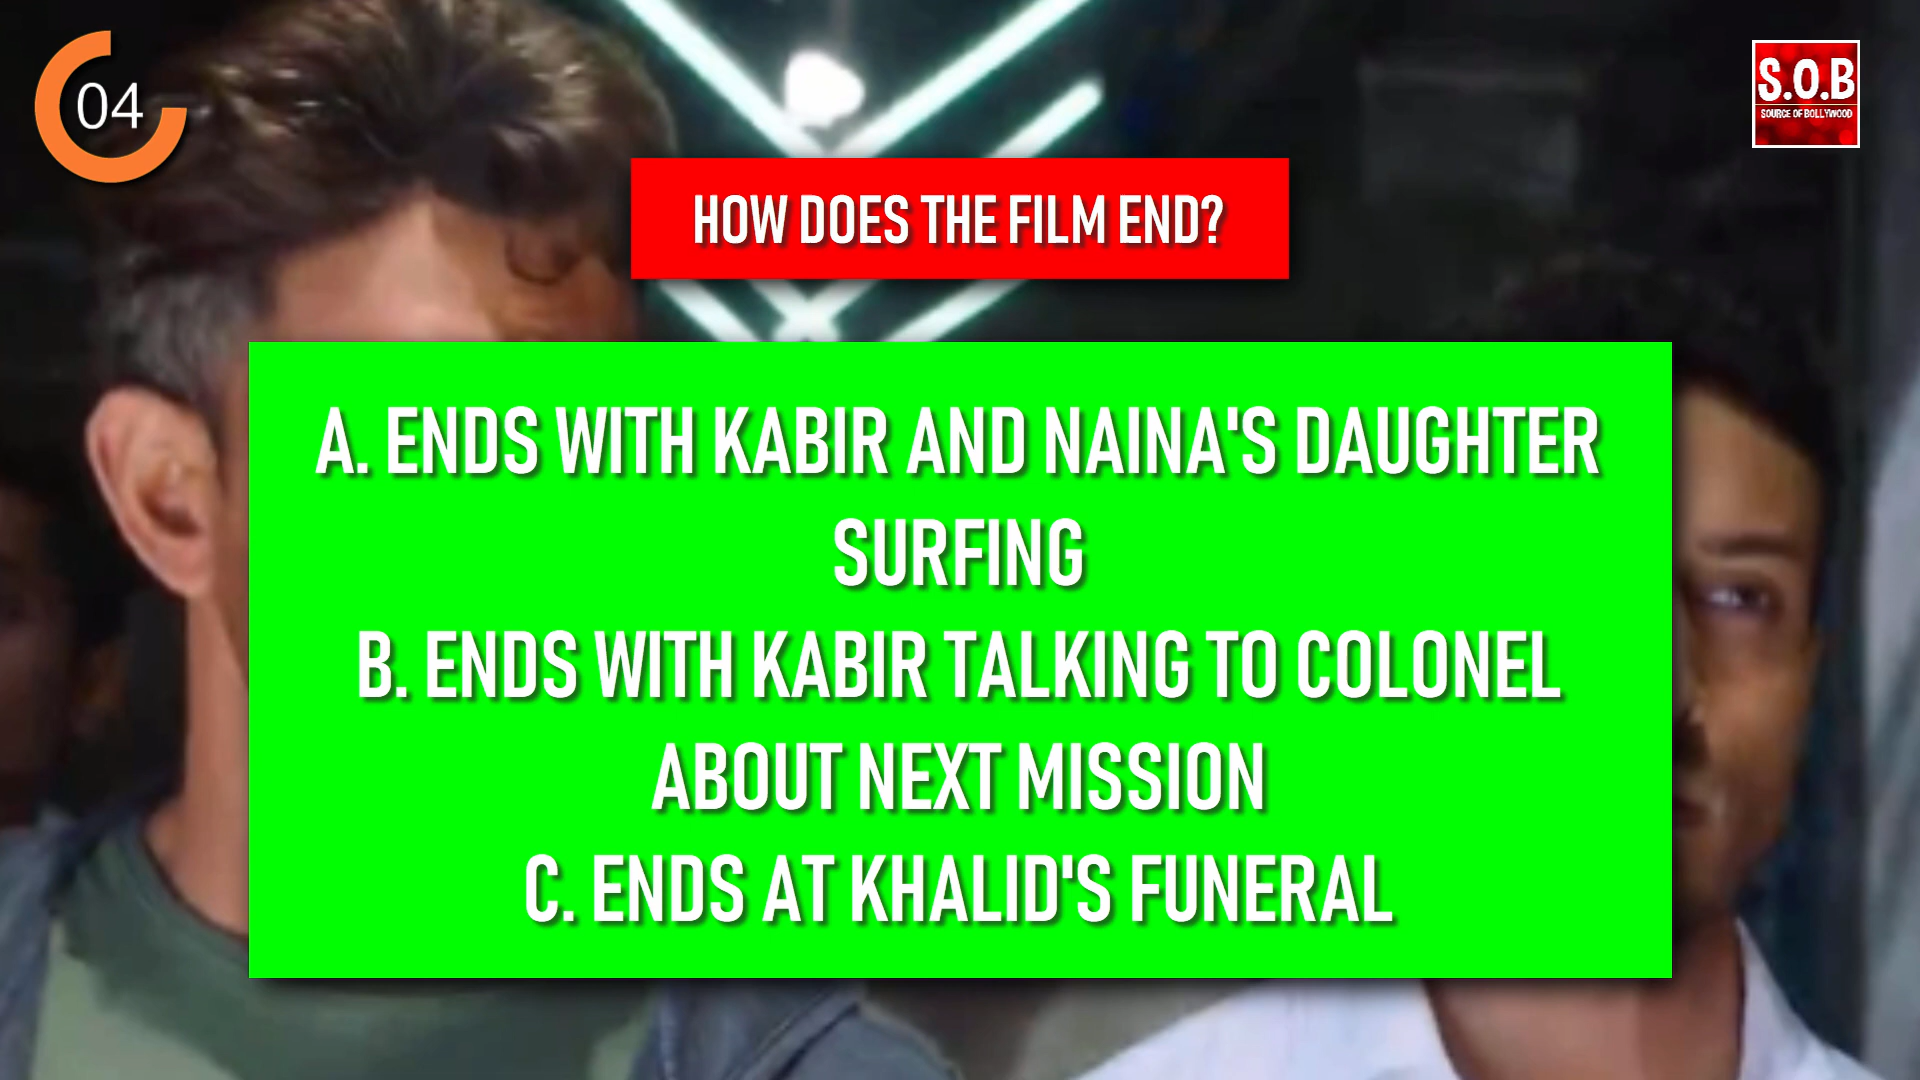 04
S.O.B
SOURCE OF BOLLYWOOD
HOW DOES THE FILM END?
A. ENDS WITH KABIR AND NAINA'S DAUGHTER
SURFING
B. ENDS WITH KABIR TALKING TO COLONEL
ABOUT NEXT MISSION
C. ENDS AT KHALID'S FUNERAL